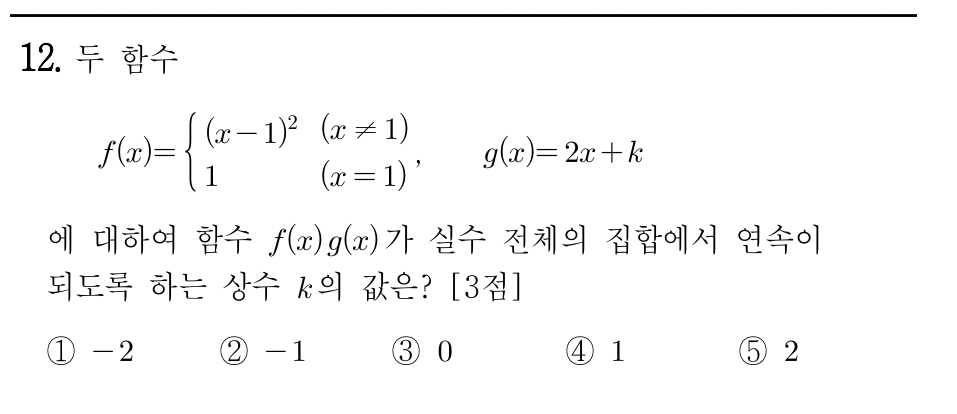 12. 두 함수
f(x)= { (x−1)² (x≠1)
1 (x=1) , g(x)=2x+k
에 대하여 함수 f(x)g(x)가 실수 전체의 집합에서 연속이
되도록 하는 상수 k의 값은? [3점]
① −2 ② −1 ③ 0 ④ 1 ⑤ 2